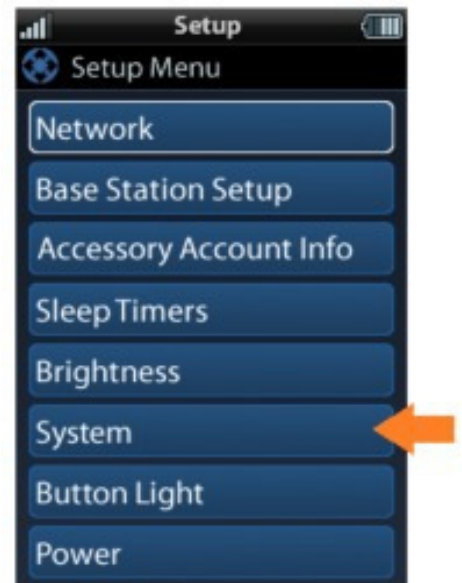 Setup
Setup Menu
Network
Base Station Setup
Accessory Account Info
Sleep Timers
Brightness
System
Button Light
Power